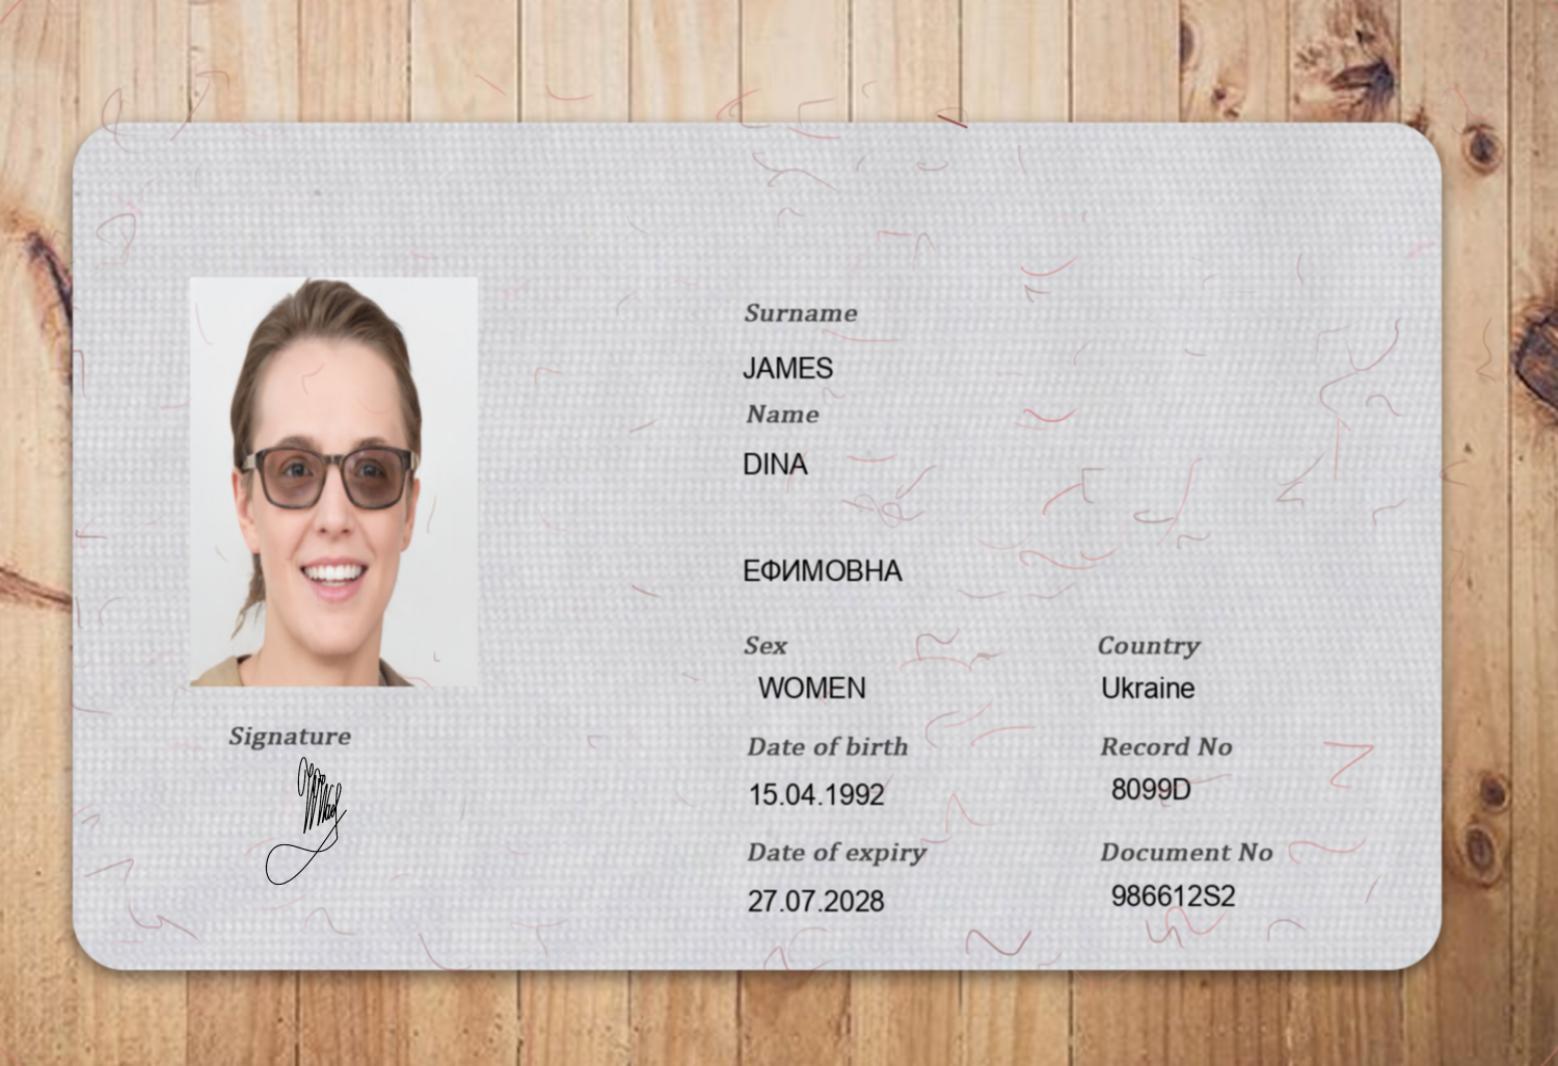 Surname
JAMES
Name
DINA
ЕФИМОВНА
Sex
Country
WOMEN
Ukraine
Date of birth
Record No
15.04.1992
8099D
Date of expiry
Document No
27.07.2028
986612S2
Signature